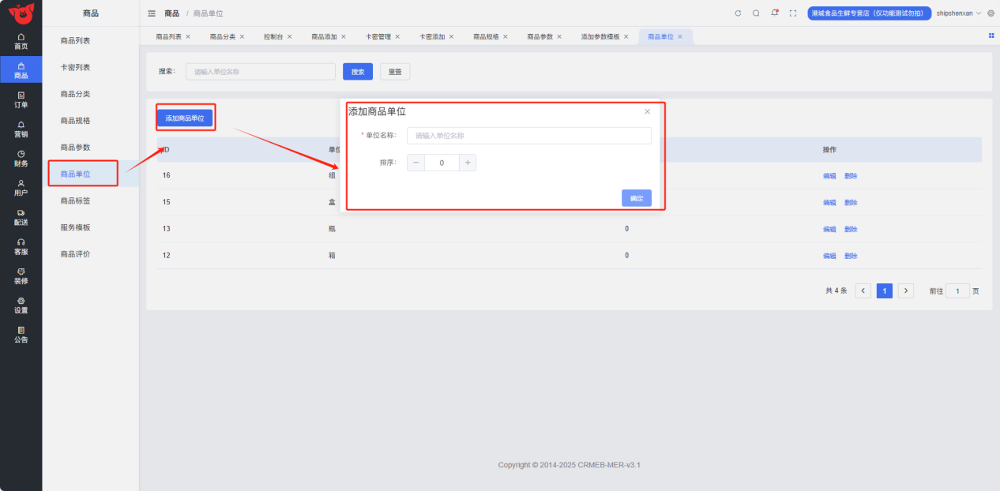 商品
商品 / 商品单位
港城食品生鲜专营店（仅功能测试勿拍）
shipshenxan
首页
商品
订单
营销
财务
用户
配送
客服
装修
设置
公告
商品列表
卡密列表
商品分类
商品规格
商品参数
商品单位
商品标签
服务模板
商品评价
商品列表 × 商品分类 × 控制台 × 商品添加 × 卡密管理 × 卡密添加 × 商品规格 × 商品参数 × 添加参数模板 × 商品单位 ×
搜索： 请输入单位名称 搜索 重置
添加商品单位
添加商品单位 ×
* 单位名称： 请输入单位名称
排序： − 0 +
确定
ID 单位 操作
16 组 编辑 删除
15 盒 编辑 删除
13 瓶 0 编辑 删除
12 箱 0 编辑 删除
共 4 条 < 1 > 前往 1 页
Copyright © 2014-2025 CRMEB-MER-v3.1